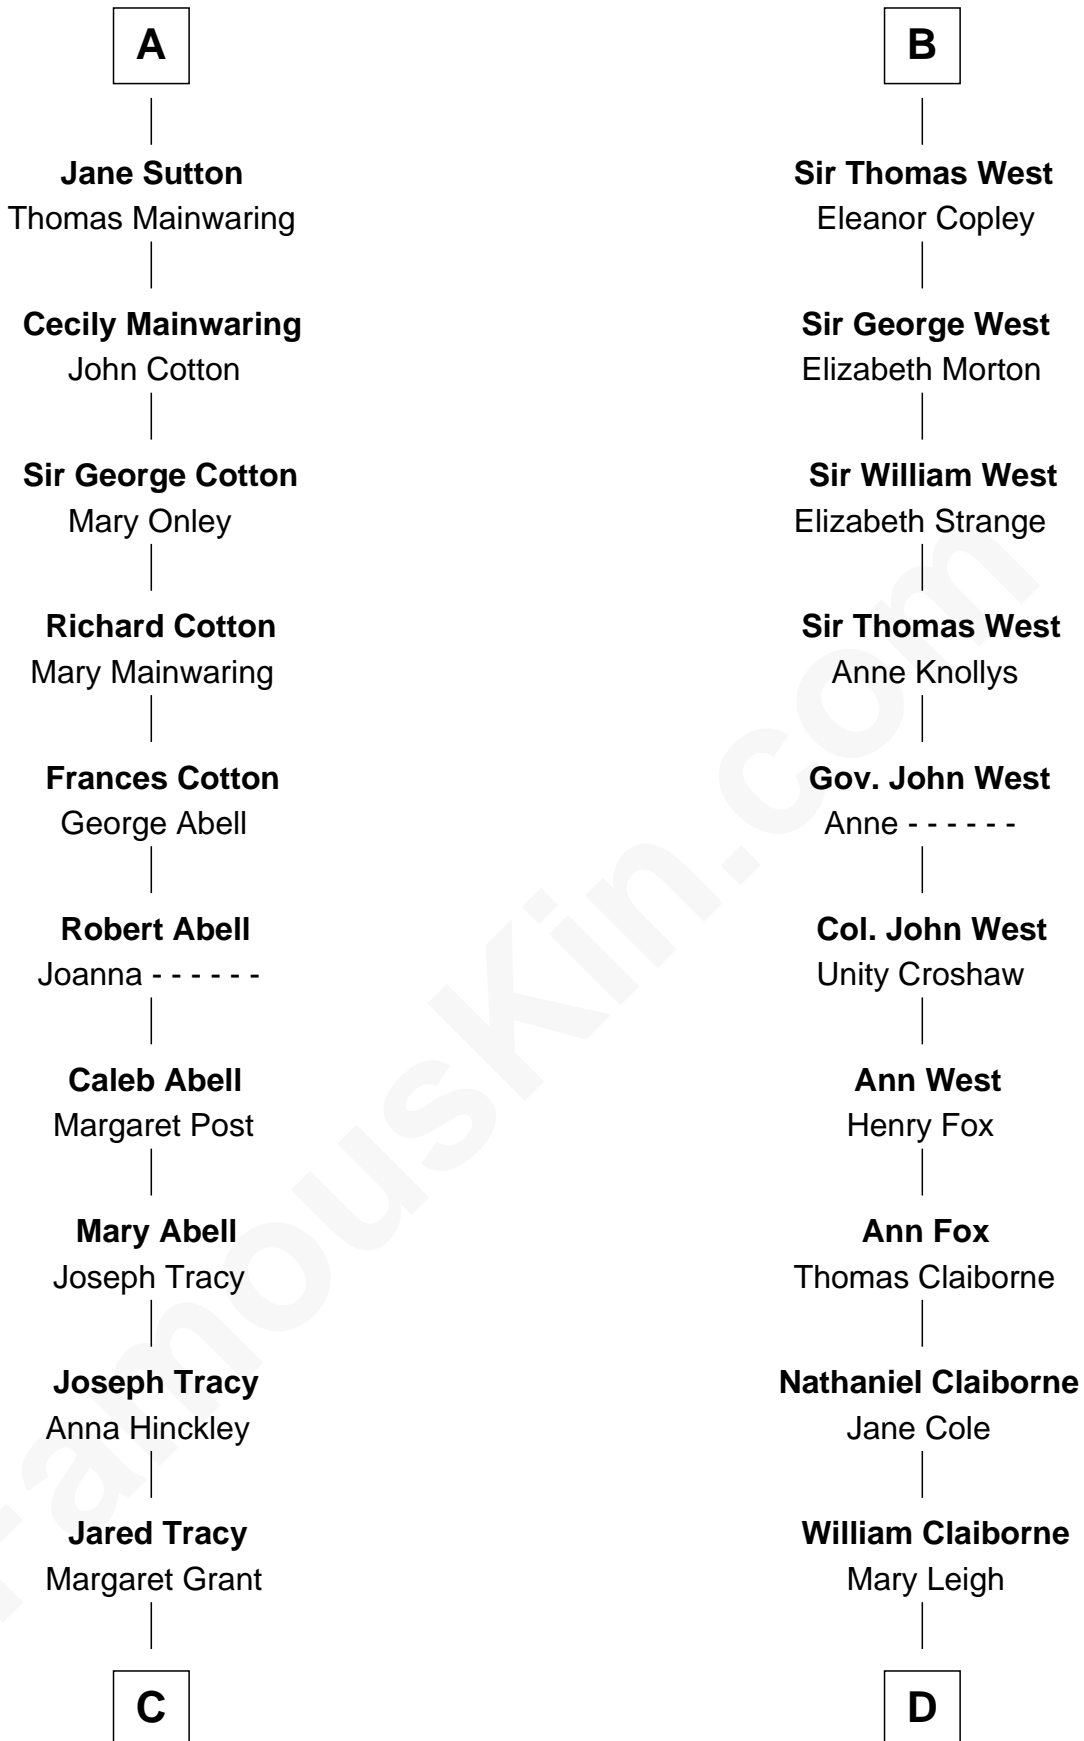 A
Jane Sutton
Thomas Mainwaring
Cecily Mainwaring
John Cotton
Sir George Cotton
Mary Onley
Richard Cotton
Mary Mainwaring
Frances Cotton
George Abell
Robert Abell
Joanna - - - - - -
Caleb Abell
Margaret Post
Mary Abell
Joseph Tracy
Joseph Tracy
Anna Hinckley
Jared Tracy
Margaret Grant
C
B
Sir Thomas West
Eleanor Copley
Sir George West
Elizabeth Morton
Sir William West
Elizabeth Strange
Sir Thomas West
Anne Knollys
Gov. John West
Anne - - - - - -
Col. John West
Unity Croshaw
Ann West
Henry Fox
Ann Fox
Thomas Claiborne
Nathaniel Claiborne
Jane Cole
William Claiborne
Mary Leigh
D
FamousKin.com